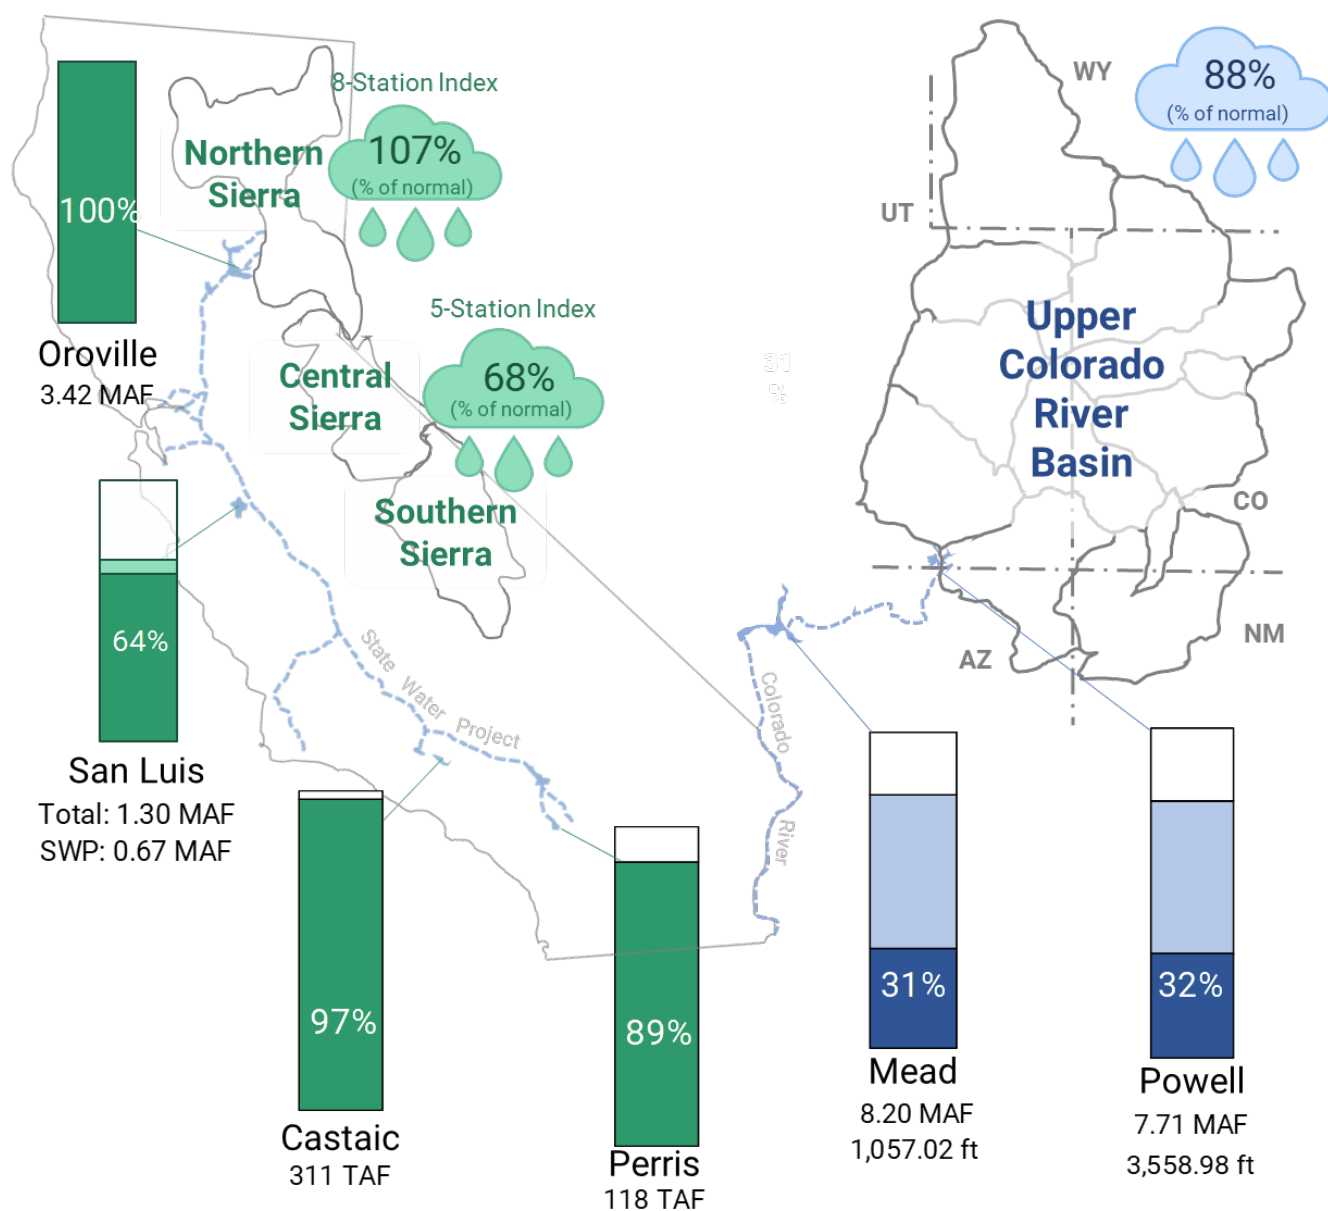 8-Station Index
107%
(% of normal)
Northern
Sierra
100%
Oroville
3.42 MAF
5-Station Index
68%
(% of normal)
Central
Sierra
Southern
Sierra
64%
San Luis
Total: 1.30 MAF
SWP: 0.67 MAF
State Water Project
97%
Castaic
311 TAF
89%
Perris
118 TAF
31
%
WY
88%
(% of normal)
UT
Upper
Colorado
River
Basin
CO
NM
AZ
Colorado River
31%
Mead
8.20 MAF
1,057.02 ft
32%
Powell
7.71 MAF
3,558.98 ft